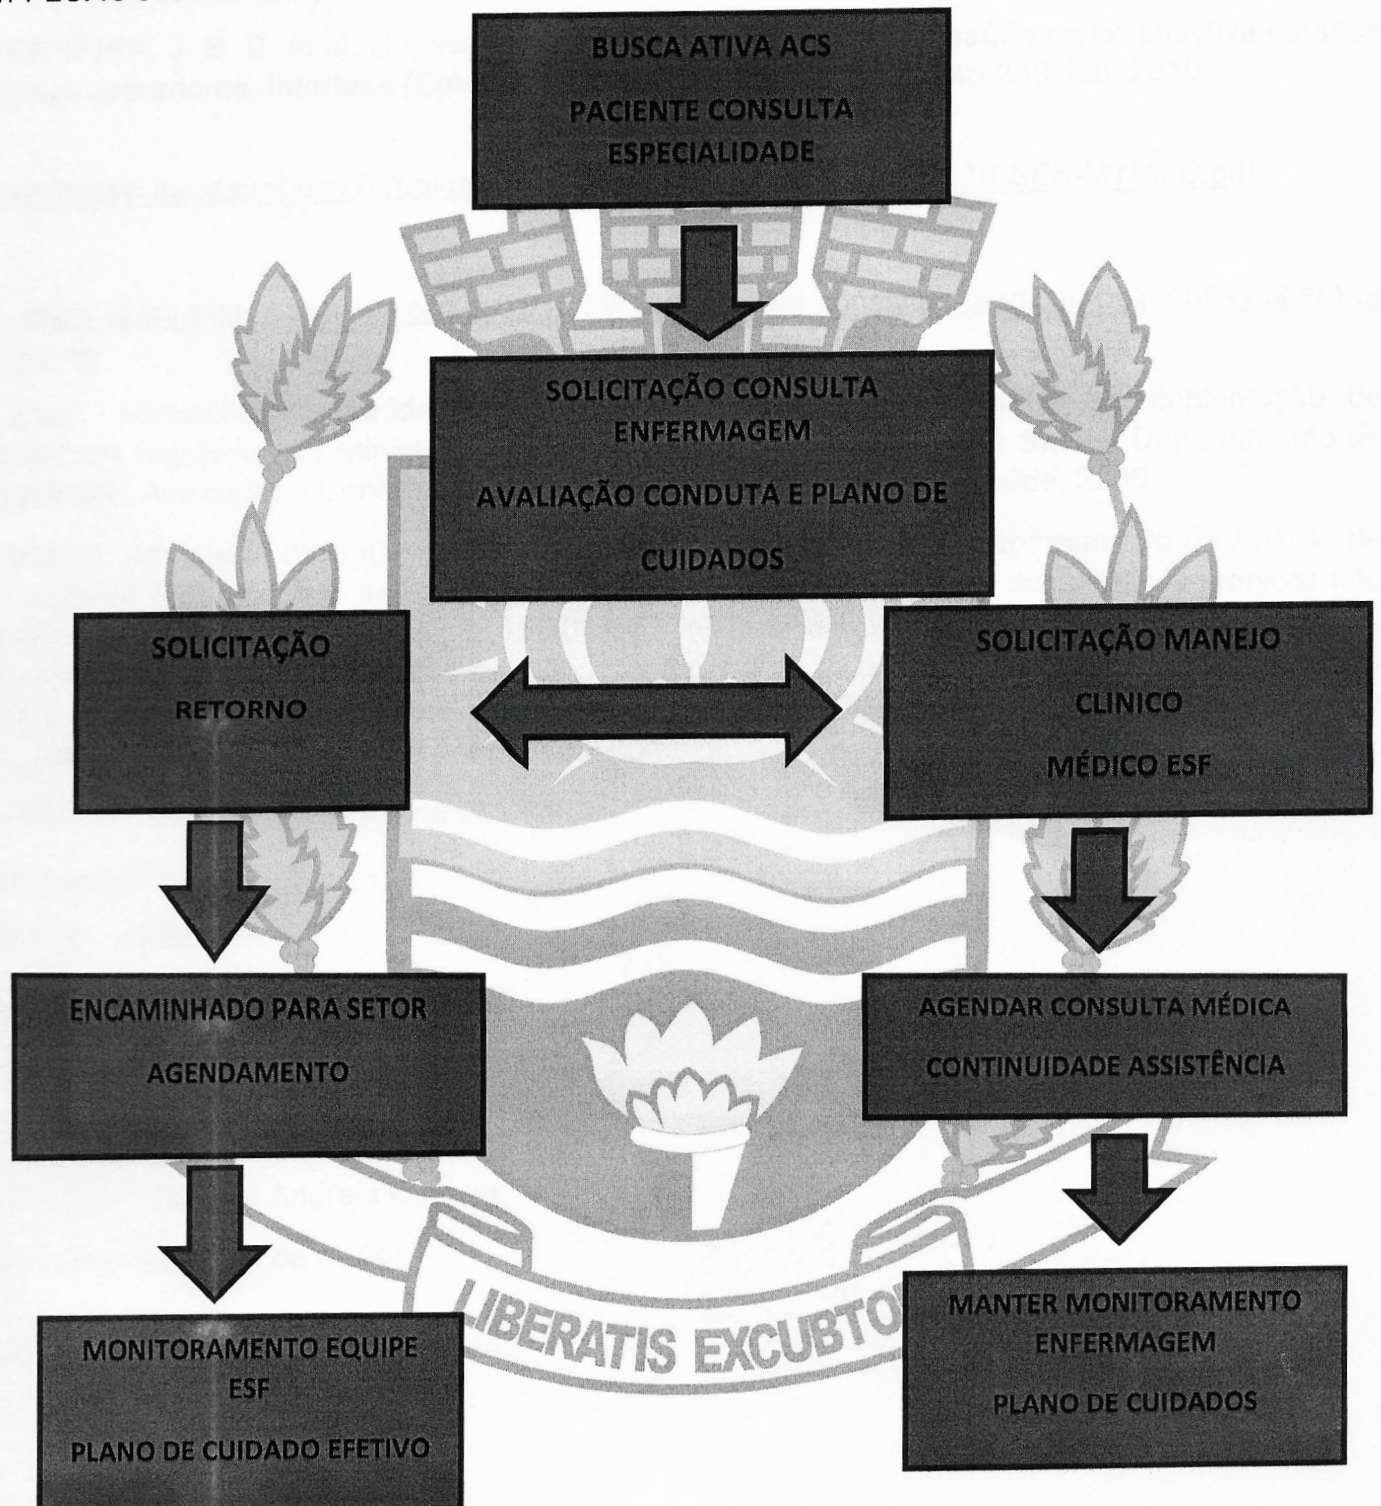 BUSCA ATIVA ACS
PACIENTE CONSULTA
ESPECIALIDADE
SOLICITAÇÃO CONSULTA
ENFERMAGEM
AVALIAÇÃO CONDUTA E PLANO DE
CUIDADOS
SOLICITAÇÃO
RETORNO
SOLICITAÇÃO MANEJO
CLINICO
MÉDICO ESF
ENCAMINHADO PARA SETOR
AGENDAMENTO
AGENDAR CONSULTA MÉDICA
CONTINUIDADE ASSISTÊNCIA
MONITORAMENTO EQUIPE
ESF
PLANO DE CUIDADO EFETIVO
MANTER MONITORAMENTO
ENFERMAGEM
PLANO DE CUIDADOS
LIBERATIS EXCUBTO